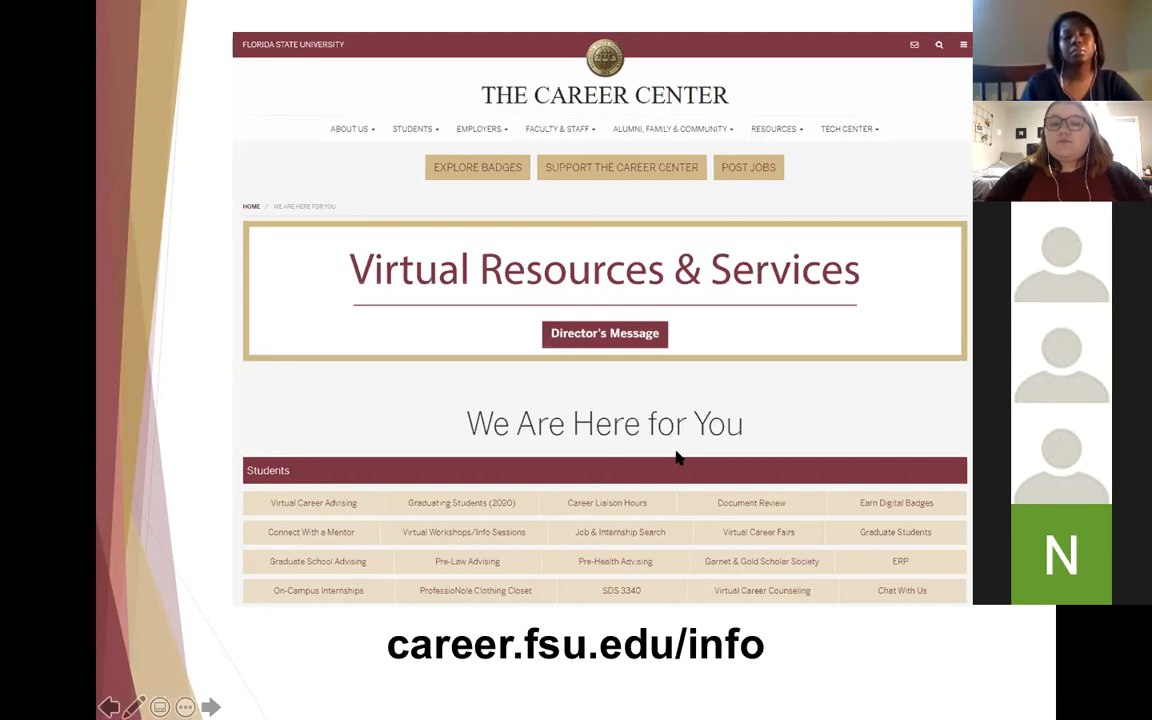 FLORIDA STATE UNIVERSITY
THE CAREER CENTER
ABOUT US STUDENTS EMPLOYERS FACULTY & STAFF ALUMNI, FAMILY & COMMUNITY RESOURCES TECH CENTER
EXPLORE BADGES SUPPORT THE CAREER CENTER POST JOBS
HOME / WE ARE HERE FOR YOU
Virtual Resources & Services
Director's Message
We Are Here for You
Students
Virtual Career Advising Graduating Students (2020) Career Liaison Hours Document Review Earn Digital Badges
Connect With a Mentor Virtual Workshops/Info Sessions Job & Internship Search Virtual Career Fairs Graduate Students
Graduate School Advising Pre-Law Advising Pre-Health Advising Garnet & Gold Scholar Society ERP
On-Campus Internships ProfessioNole Clothing Closet SDS 3340 Virtual Career Counseling Chat With Us
career.fsu.edu/info
N